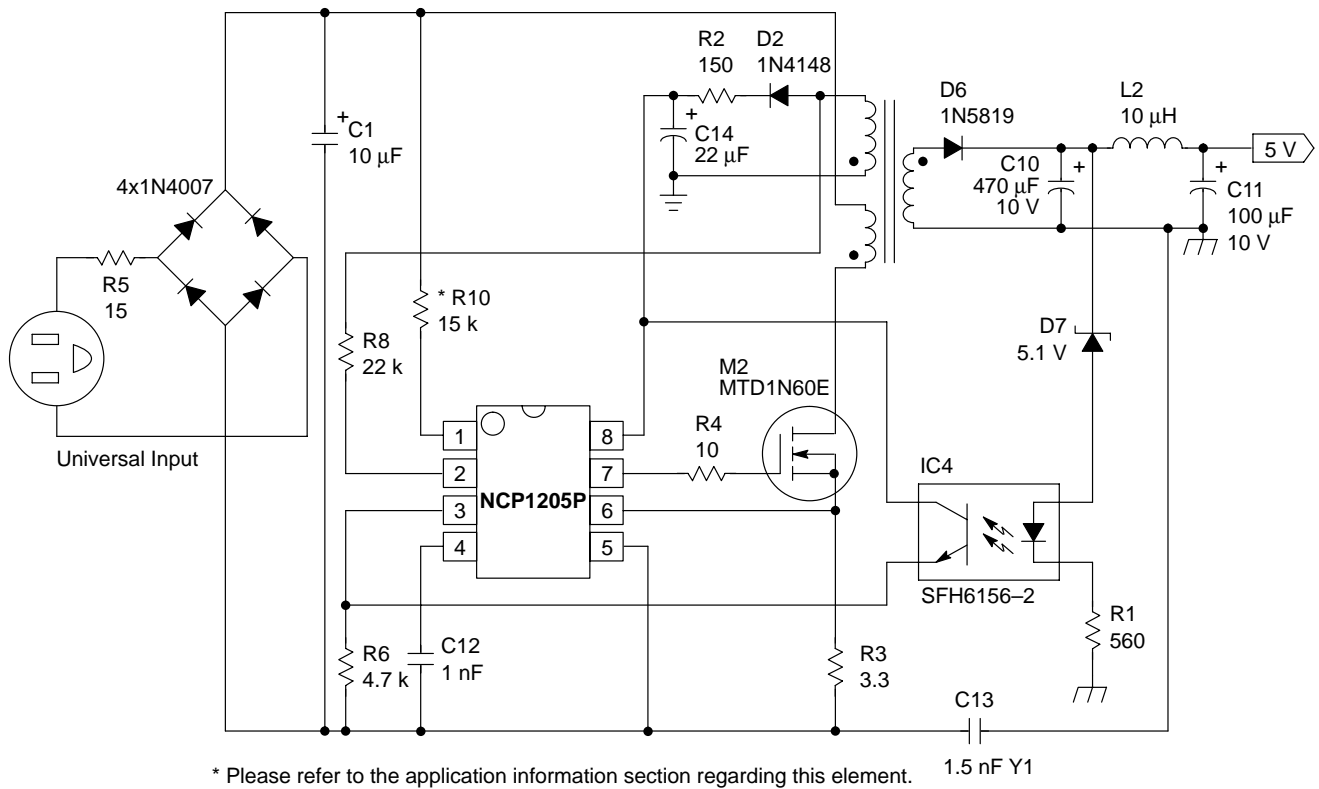 R2
150
D2
1N4148
D6
1N5819
L2
10 μH
+
C1
10 μF
+
C14
22 μF
C10
470 μF
10 V
+
5 V
+
C11
100 μF
10 V
4x1N4007
R5
15
* R10
15 k
R8
22 k
D7
5.1 V
M2
MTD1N60E
R4
10
1
8
2
7
NCP1205P
3
6
4
5
Universal Input
IC4
SFH6156–2
R6
4.7 k
C12
1 nF
R3
3.3
R1
560
C13
1.5 nF Y1
* Please refer to the application information section regarding this element.